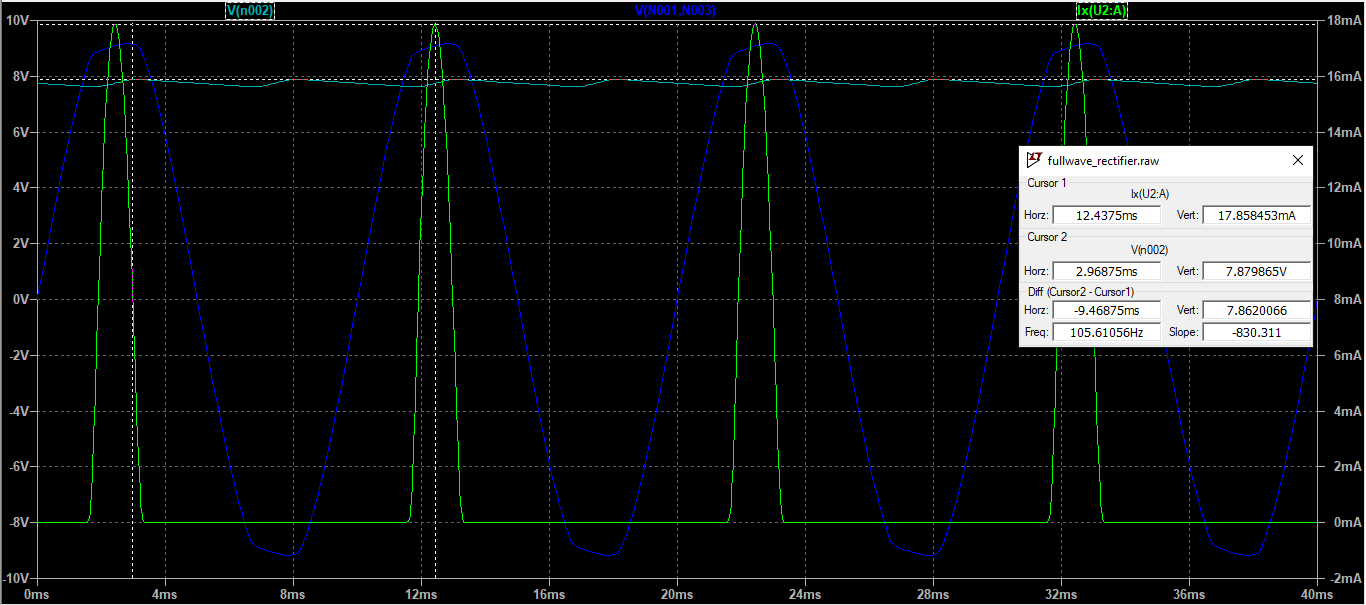 V(n002) V(N001,N003) Ix(U2:A)
10V 18mA
8V 16mA
6V 14mA
4V 12mA
2V 10mA
0V 8mA
-2V 6mA
-4V 4mA
-6V 2mA
-8V 0mA
-10V -2mA
0ms 4ms 8ms 12ms 16ms 20ms 24ms 28ms 32ms 36ms 40ms
fullwave_rectifier.raw
Cursor 1
Ix(U2:A)
Horz: 12.4375ms Vert: 17.858453mA
Cursor 2
V(n002)
Horz: 2.96875ms Vert: 7.879865V
Diff (Cursor2 - Cursor1)
Horz: -9.46875ms Vert: 7.8620066
Freq: 105.61056Hz Slope: -830.311